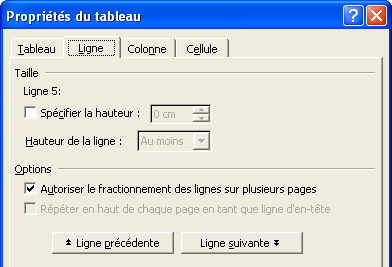 Propriétés du tableau
Tableau Ligne Colonne Cellule
Taille
Ligne 5:
Spécifier la hauteur : 0 cm
Hauteur de la ligne : Au moins
Options
Autoriser le fractionnement des lignes sur plusieurs pages
Répéter en haut de chaque page en tant que ligne d'en-tête
Ligne précédente Ligne suivante